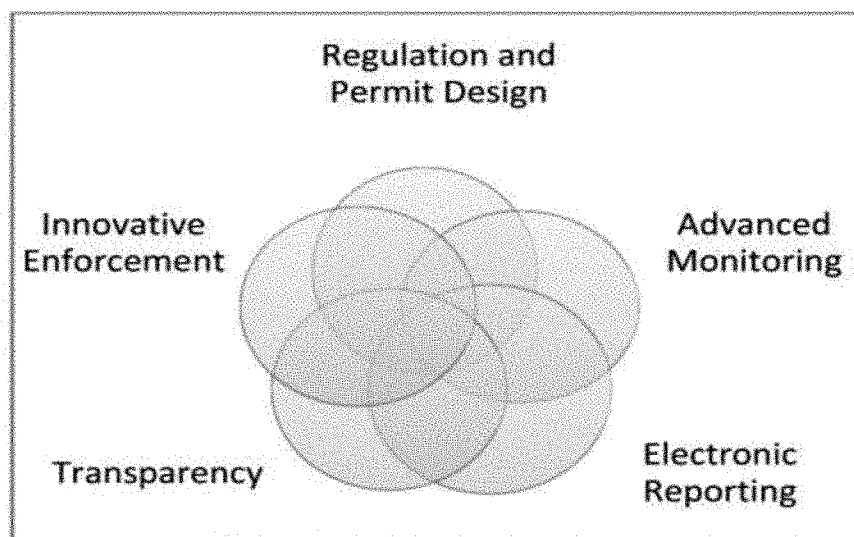 Regulation and
Permit Design
Innovative
Enforcement
Advanced
Monitoring
Transparency
Electronic
Reporting